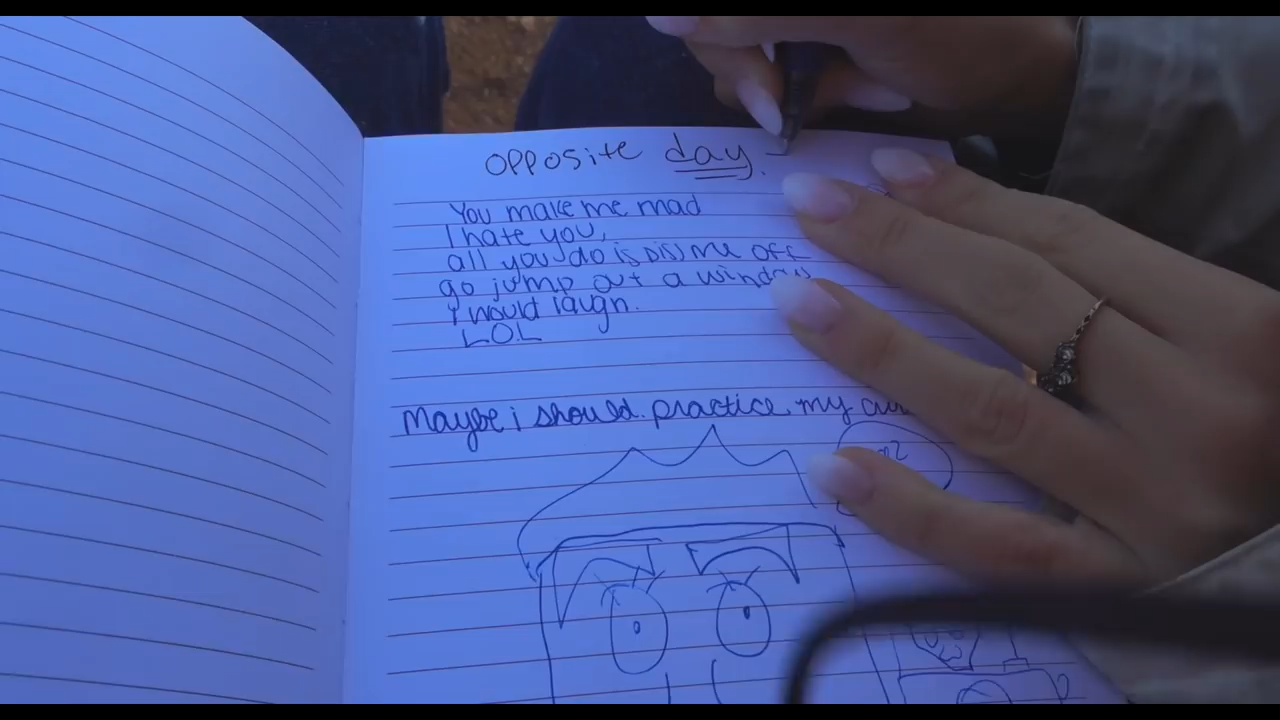 OPPOSITE day.
You make me mad
I hate you,
all you do is piss me off
go jump out a window
I would laugh.
LOL
Maybe i should practice my